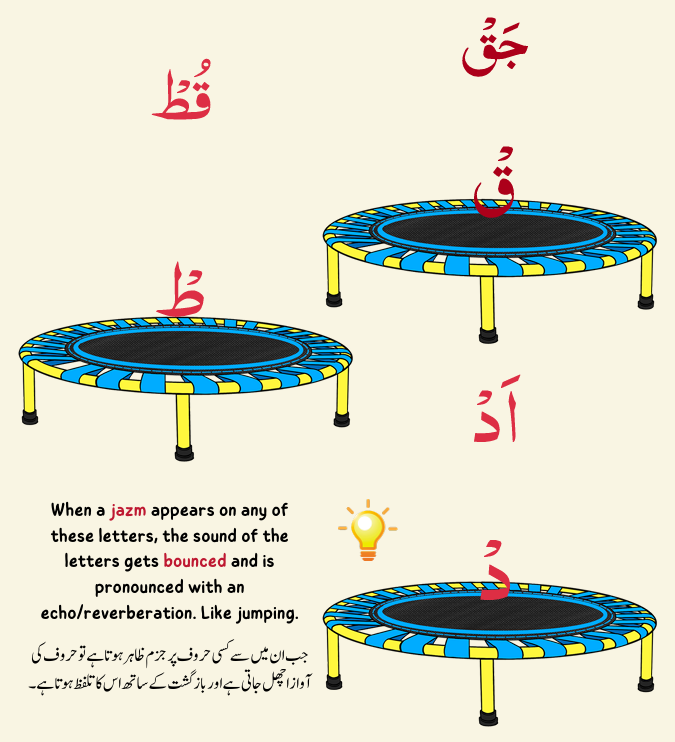 جَقْ
قُطْ
قْ
طْ
اَدْ
When a jazm appears on any of
these letters, the sound of the
letters gets bounced and is
pronounced with an
echo/reverberation. Like jumping.
دْ
جب ان میں سے کسی حروف پر جزم ظاہر ہوتا ہے تو حروف کی
آواز اچھل جاتی ہے اور بازگشت کے ساتھ اس کا تلفظ ہوتا ہے۔